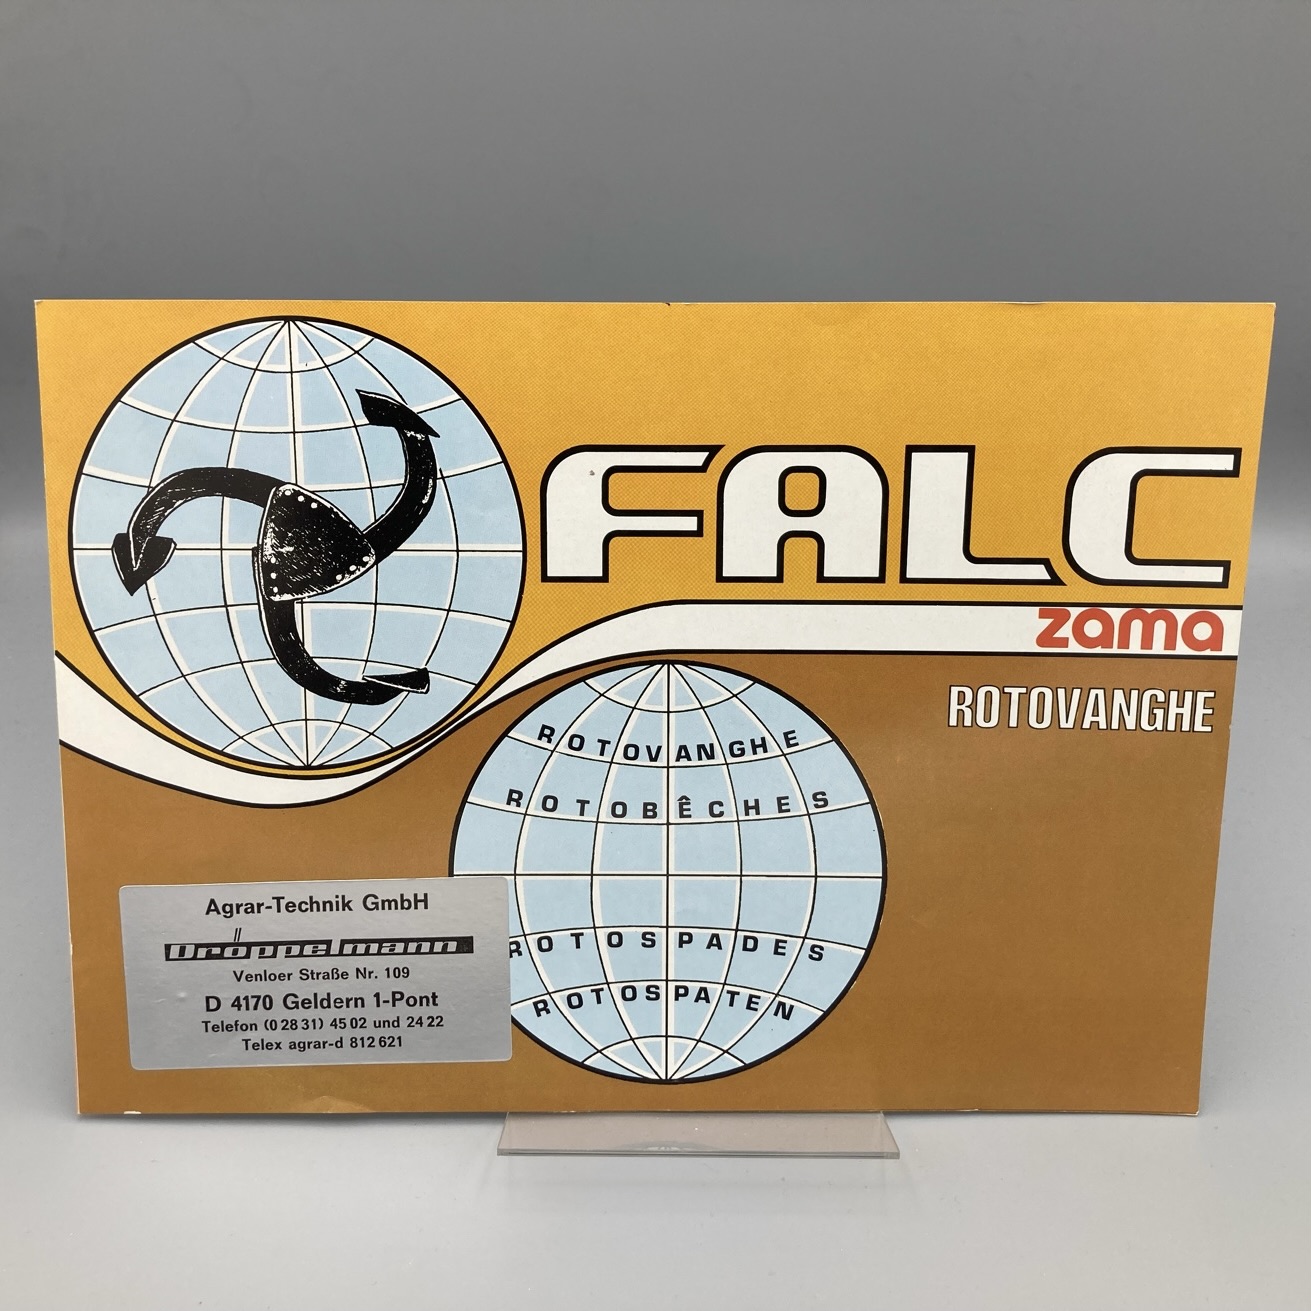 FALC
zama
ROTOVANGHE
ROTOVANGHE
ROTOBÊCHES
ROTOSPADES
ROTOSPATEN
Agrar-Technik GmbH
Dröppelmann
Venloer Straße Nr. 109
D 4170 Geldern 1-Pont
Telefon (0 28 31) 45 02 und 24 22
Telex agrar-d 812 621